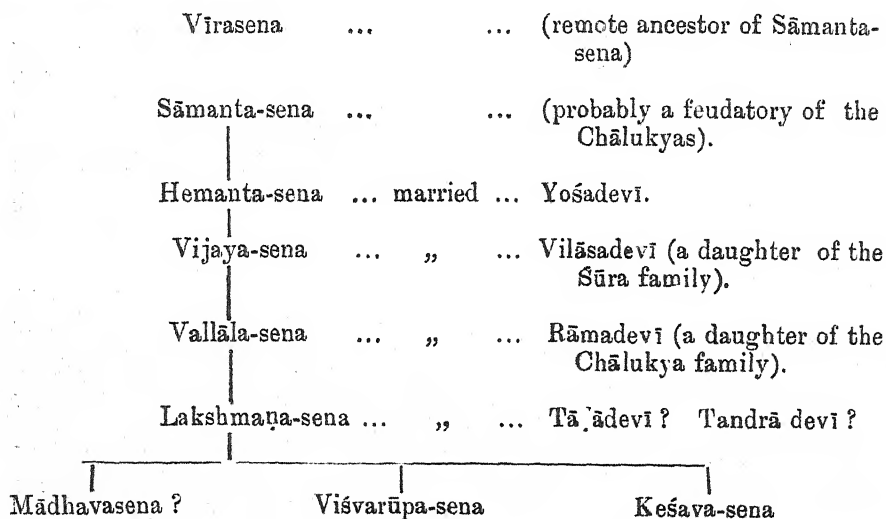 Vīrasena ... ... (remote ancestor of Sāmanta-
sena)
Sāmanta-sena ... ... (probably a feudatory of the
Chālukyas).
Hemanta-sena ... married ... Yośadevī.
Vijaya-sena ... „ ... Vilāsadevī (a daughter of the
Śūra family).
Vallāla-sena ... „ ... Rāmadevī (a daughter of the
Chālukya family).
Lakshmaṇa-sena ... „ ... ? Tandrā devī ?
Mādhavasena ? Viśvarūpa-sena Keśava-sena